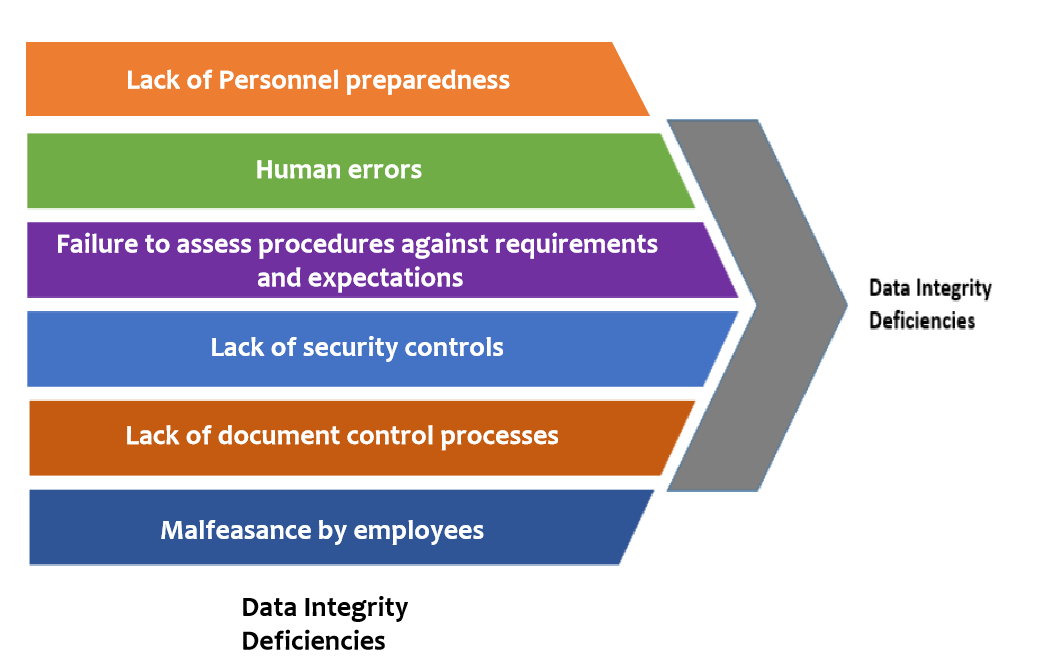 Lack of Personnel preparedness
Human errors
Failure to assess procedures against requirements
and expectations
Lack of security controls
Lack of document control processes
Malfeasance by employees
Data Integrity
Deficiencies
Data Integrity
Deficiencies